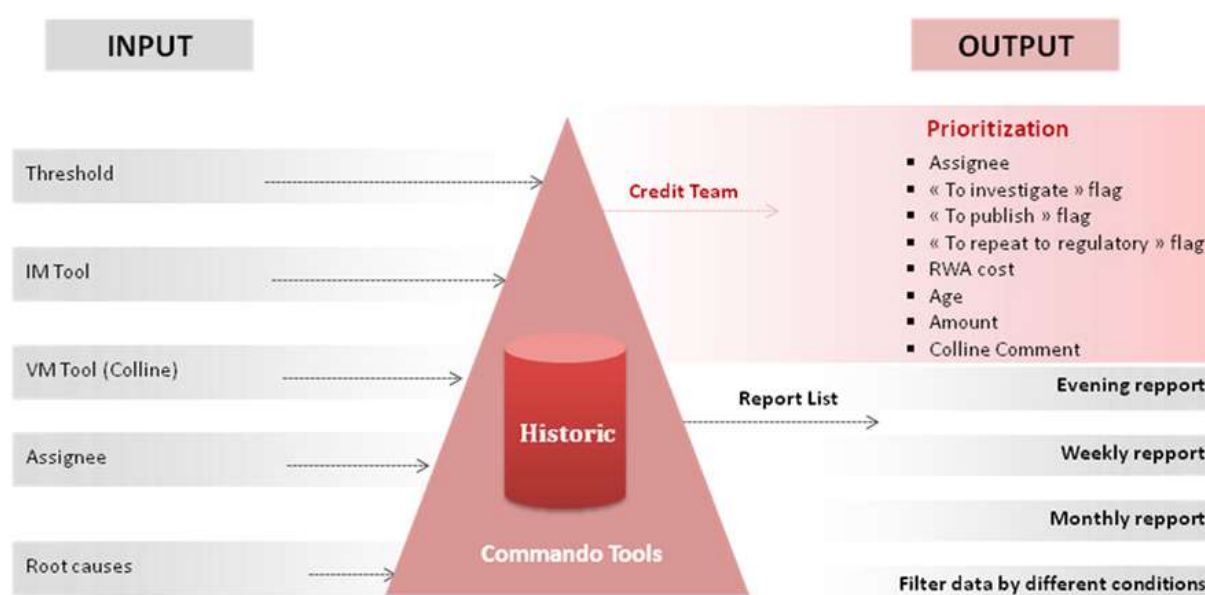 INPUT
OUTPUT
Threshold
IM Tool
VM Tool (Colline)
Assignee
Root causes
Historic
Commando Tools
Credit Team
Prioritization
▪ Assignee
▪ « To investigate » flag
▪ « To publish » flag
▪ « To repeat to regulatory » flag
▪ RWA cost
▪ Age
▪ Amount
▪ Colline Comment
Report List
Evening repport
Weekly repport
Monthly repport
Filter data by different conditions